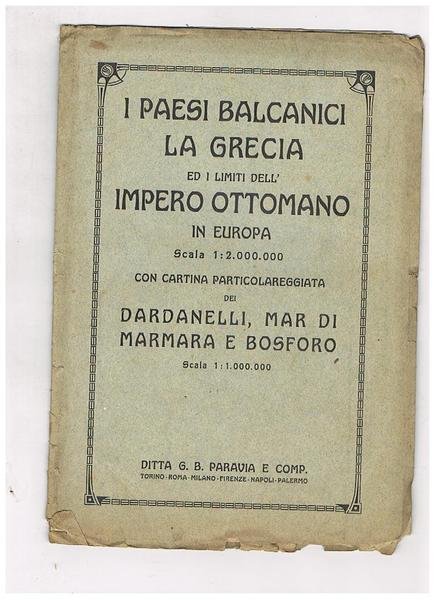 I PAESI BALCANICI
LA GRECIA
ED I LIMITI DELL'
IMPERO OTTOMANO
IN EUROPA
Scala 1:2.000.000
CON CARTINA PARTICOLAREGGIATA
DEI
DARDANELLI, MAR DI
MARMARA E BOSFORO
Scala 1:1.000.000
DITTA G. B. PARAVIA E COMP.
TORINO-ROMA-MILANO-FIRENZE-NAPOLI-PALERMO